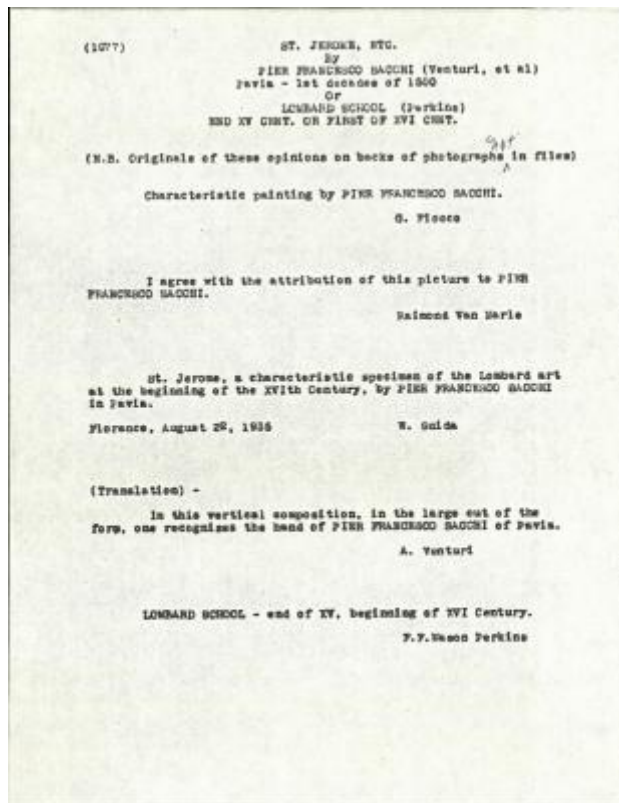 (1077)
ST. JEROME, ETC.
By
PIER FRANCESCO SACCHI (Venturi, et al)
Pavia - 1st decades of 1500
Or
LOMBARD SCHOOL (Perkins)
END XV CENT. OR FIRST OF XVI CENT.
(N.B. Originals of these opinions on backs of photographs in files)
Characteristic painting by PIER FRANCESCO SACCHI.
G. Fiocco
I agree with the attribution of this picture to PIER
FRANCESCO SACCHI.
Raimond Van Marle
St. Jerome, a characteristic specimen of the Lombard art
at the beginning of the XVIth Century, by PIER FRANCESCO SACCHI
in Pavia.
Florence, August 28, 1935
W. Suida
(Translation) -
In this vertical composition, in the large cut of the
form, one recognizes the hand of PIER FRANCESCO SACCHI of Pavia.
A. Venturi
LOMBARD SCHOOL - end of XV, beginning of XVI Century.
F.F.Mason Perkins